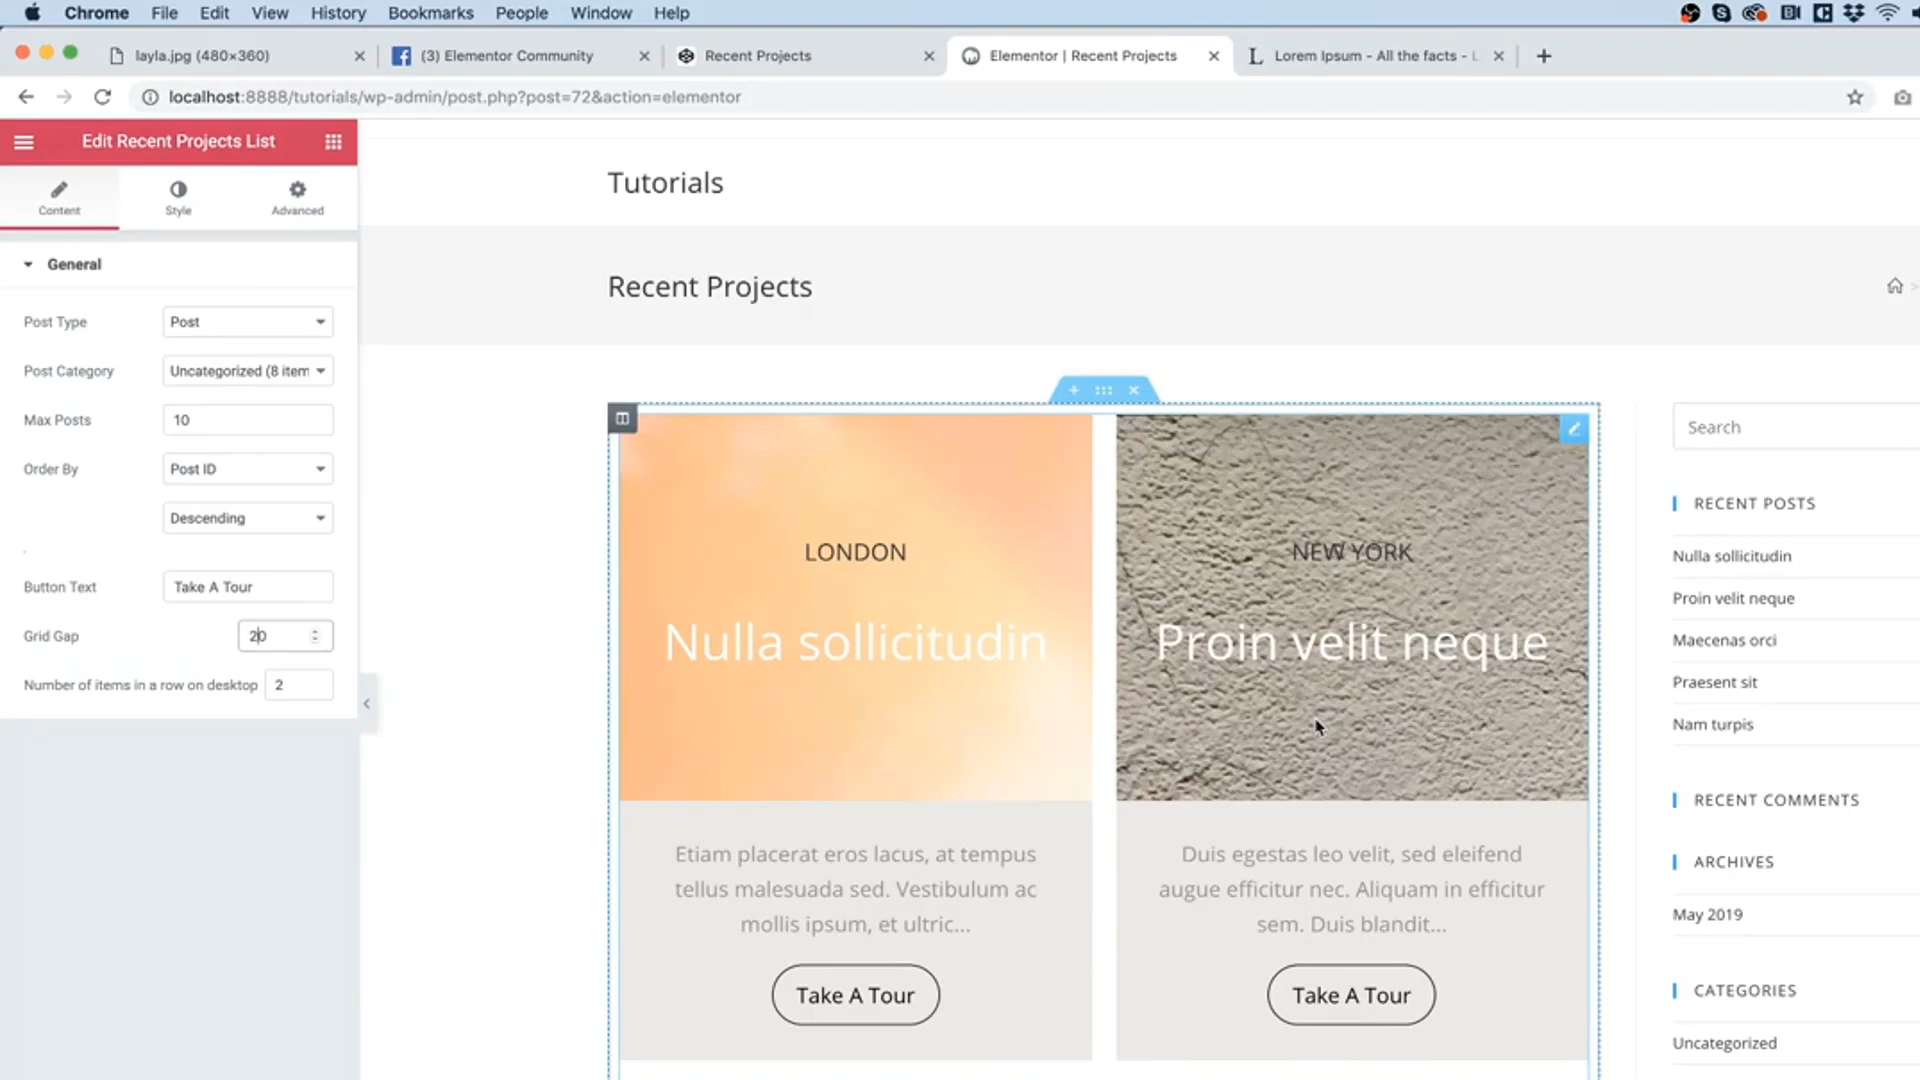 Chrome File Edit View History Bookmarks People Window Help
layla.jpg (480×360)
(3) Elementor Community
Recent Projects
Elementor | Recent Projects
Lorem Ipsum - All the facts - L
localhost:8888/tutorials/wp-admin/post.php?post=72&action=elementor
Edit Recent Projects List
Content
Style
Advanced
General
Post Type Post
Post Category Uncategorized (8 item
Max Posts 10
Order By Post ID
Descending
Button Text Take A Tour
Grid Gap 20
Number of items in a row on desktop 2
Tutorials
Recent Projects
LONDON
Nulla sollicitudin
Etiam placerat eros lacus, at tempus
tellus malesuada sed. Vestibulum ac
mollis ipsum, et ultric...
Take A Tour
NEW YORK
Proin velit neque
Duis egestas leo velit, sed eleifend
augue efficitur nec. Aliquam in efficitur
sem. Duis blandit...
Take A Tour
Search
RECENT POSTS
Nulla sollicitudin
Proin velit neque
Maecenas orci
Praesent sit
Nam turpis
RECENT COMMENTS
ARCHIVES
May 2019
CATEGORIES
Uncategorized